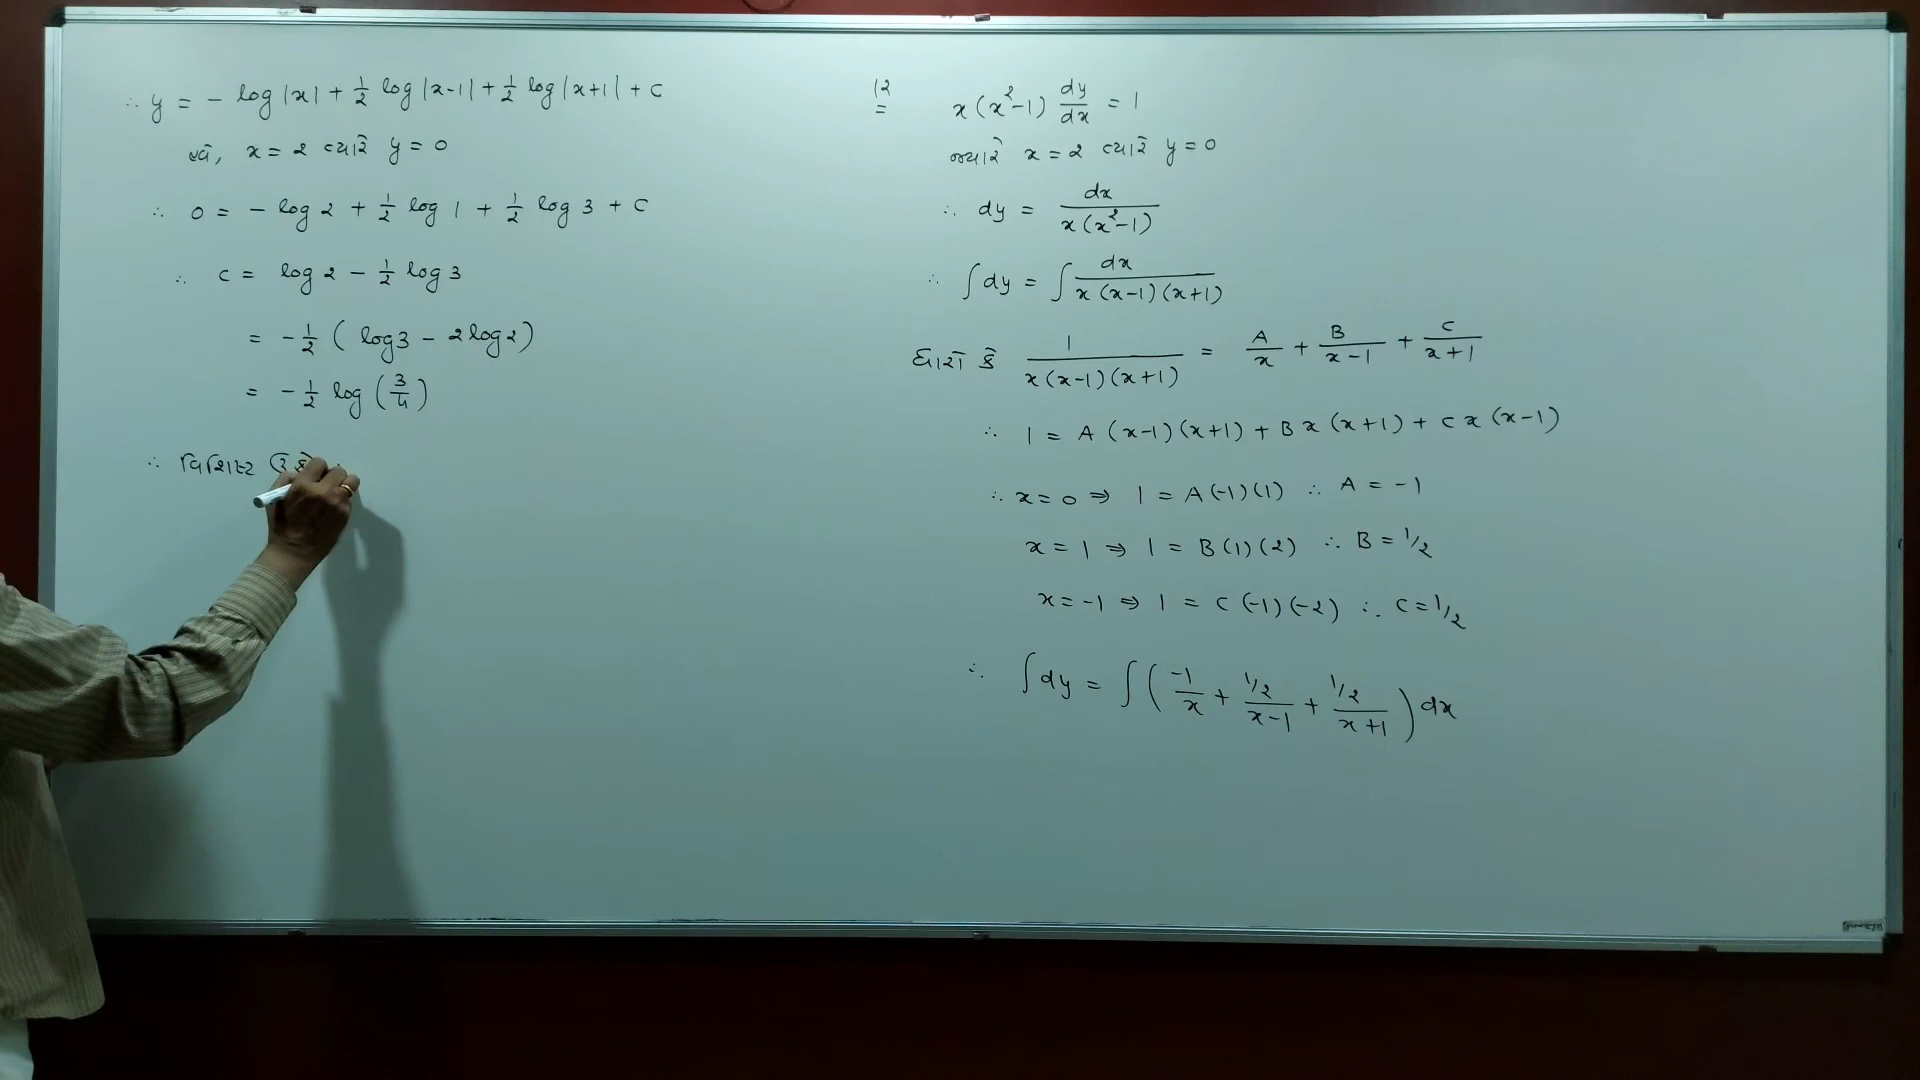 12 x(x²-1) dy/dx = 1
જ્યારે x = 2 ત્યારે y = 0
∴ dy = dx / x(x²-1)
∴ ∫dy = ∫ dx / x(x-1)(x+1)
ધારો કે 1 / x(x-1)(x+1) = A/x + B/x-1 + C/x+1
∴ 1 = A(x-1)(x+1) + Bx(x+1) + Cx(x-1)
∴ x = 0 ⇒ 1 = A(-1)(1) ∴ A = -1
x = 1 ⇒ 1 = B(1)(2) ∴ B = 1/2
x = -1 ⇒ 1 = C(-1)(-2) ∴ C = 1/2
∴ ∫dy = ∫( -1/x + 1/2 / x-1 + 1/2 / x+1 ) dx
∴ y = - log|x| + 1/2 log|x-1| + 1/2 log|x+1| + C
હવે, x = 2 ત્યારે y = 0
∴ 0 = - log 2 + 1/2 log 1 + 1/2 log 3 + C
∴ C = log 2 - 1/2 log 3
= -1/2 ( log3 - 2log2 )
= -1/2 log (3/4)
∴ વિશિષ્ટ